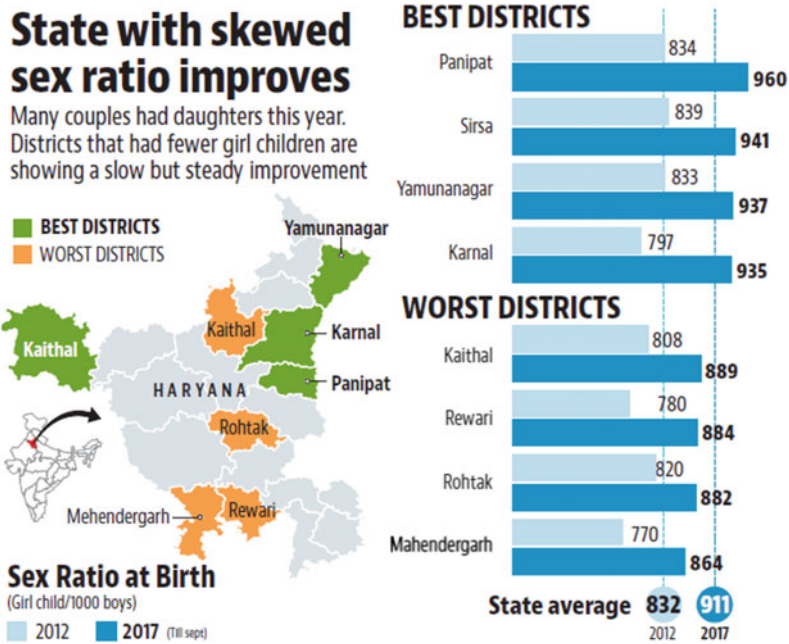 State with skewed
sex ratio improves
Many couples had daughters this year.
Districts that had fewer girl children are
showing a slow but steady improvement
BEST DISTRICTS
WORST DISTRICTS
Yamunanagar
Kaithal
Kaithal
Karnal
HARYANA
Panipat
Rohtak
Mehendergarh
Rewari
Sex Ratio at Birth
(Girl child/1000 boys)
2012 2017 (Till sept)
BEST DISTRICTS
Panipat 834
960
Sirsa 839
941
Yamunanagar 833
937
Karnal 797
935
WORST DISTRICTS
Kaithal 808
889
Rewari 780
884
Rohtak 820
882
Mahendergarh 770
864
State average 832 911
2012 2017